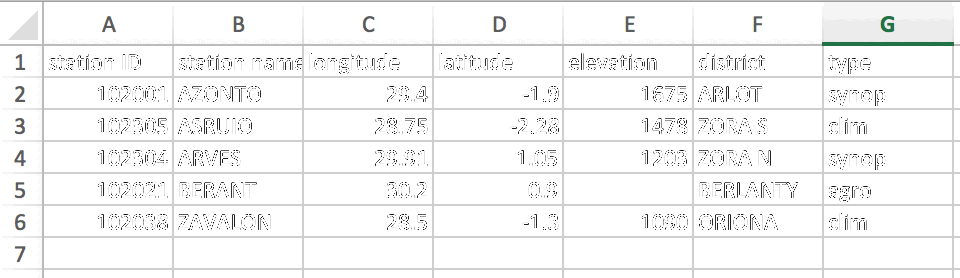 A B C D E F G
1 station ID station name longitude latitude elevation district type
2 102001 AZONTO 29.4 -1.9 1675 ARLOT synop
3 102305 ASRUIO 28.75 -2.28 1478 ZORA S clim
4 102304 ARVES 29.91 1.05 1203 ZORA N synop
5 102021 BERANT 30.2 0.9 BERLANTY agro
6 102038 ZAVALON 28.5 -1.3 1090 ORIONA clim
7